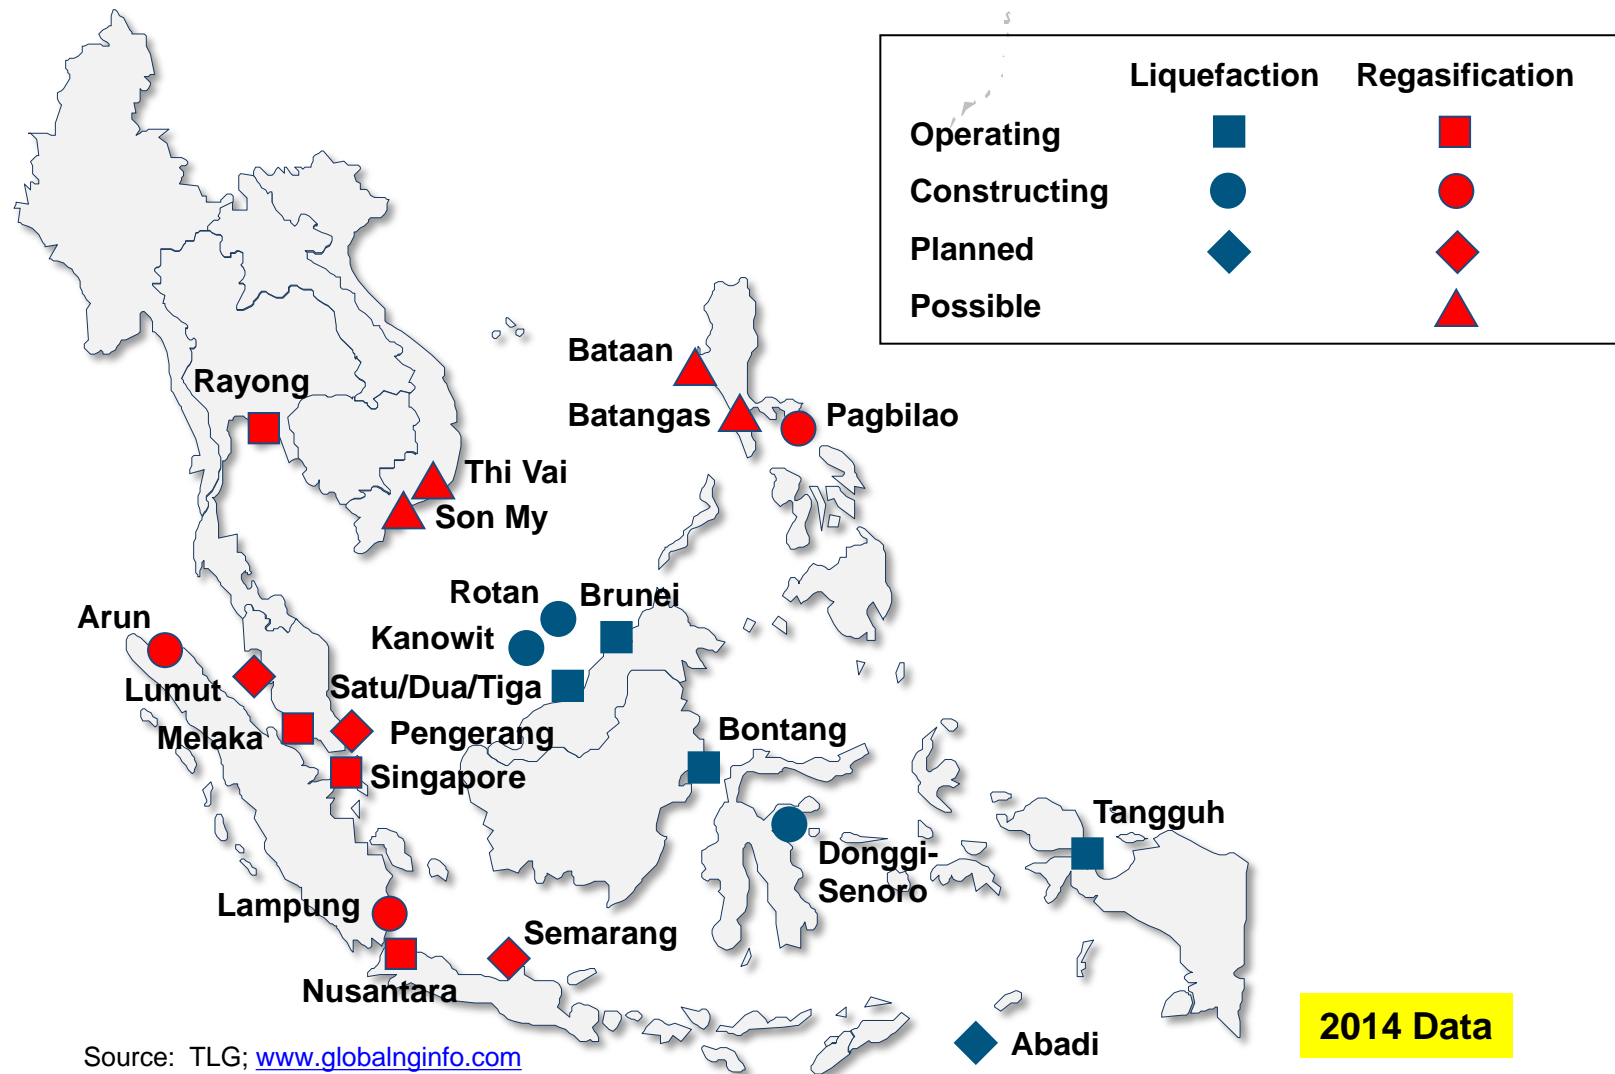 Liquefaction Regasification
Operating
Constructing
Planned
Possible
Bataan
Rayong
Batangas
Pagbilao
Thi Vai
Son My
Rotan
Brunei
Arun
Kanowit
Lumut
Satu/Dua/Tiga
Melaka
Pengerang
Bontang
Singapore
Tangguh
Donggi-
Senoro
Lampung
Semarang
Nusantara
2014 Data
Abadi
Source: TLG; www.globalnginfo.com